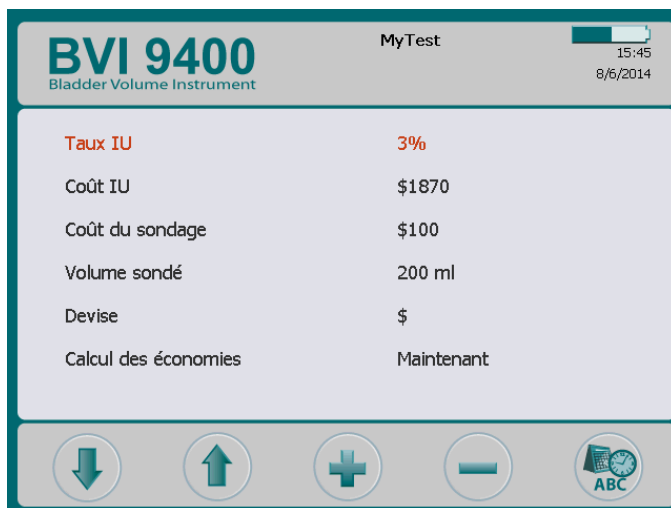 BVI 9400
Bladder Volume Instrument
MyTest
15:45
8/6/2014
Taux IU 3%
Coût IU $1870
Coût du sondage $100
Volume sondé 200 ml
Devise $
Calcul des économies Maintenant
ABC